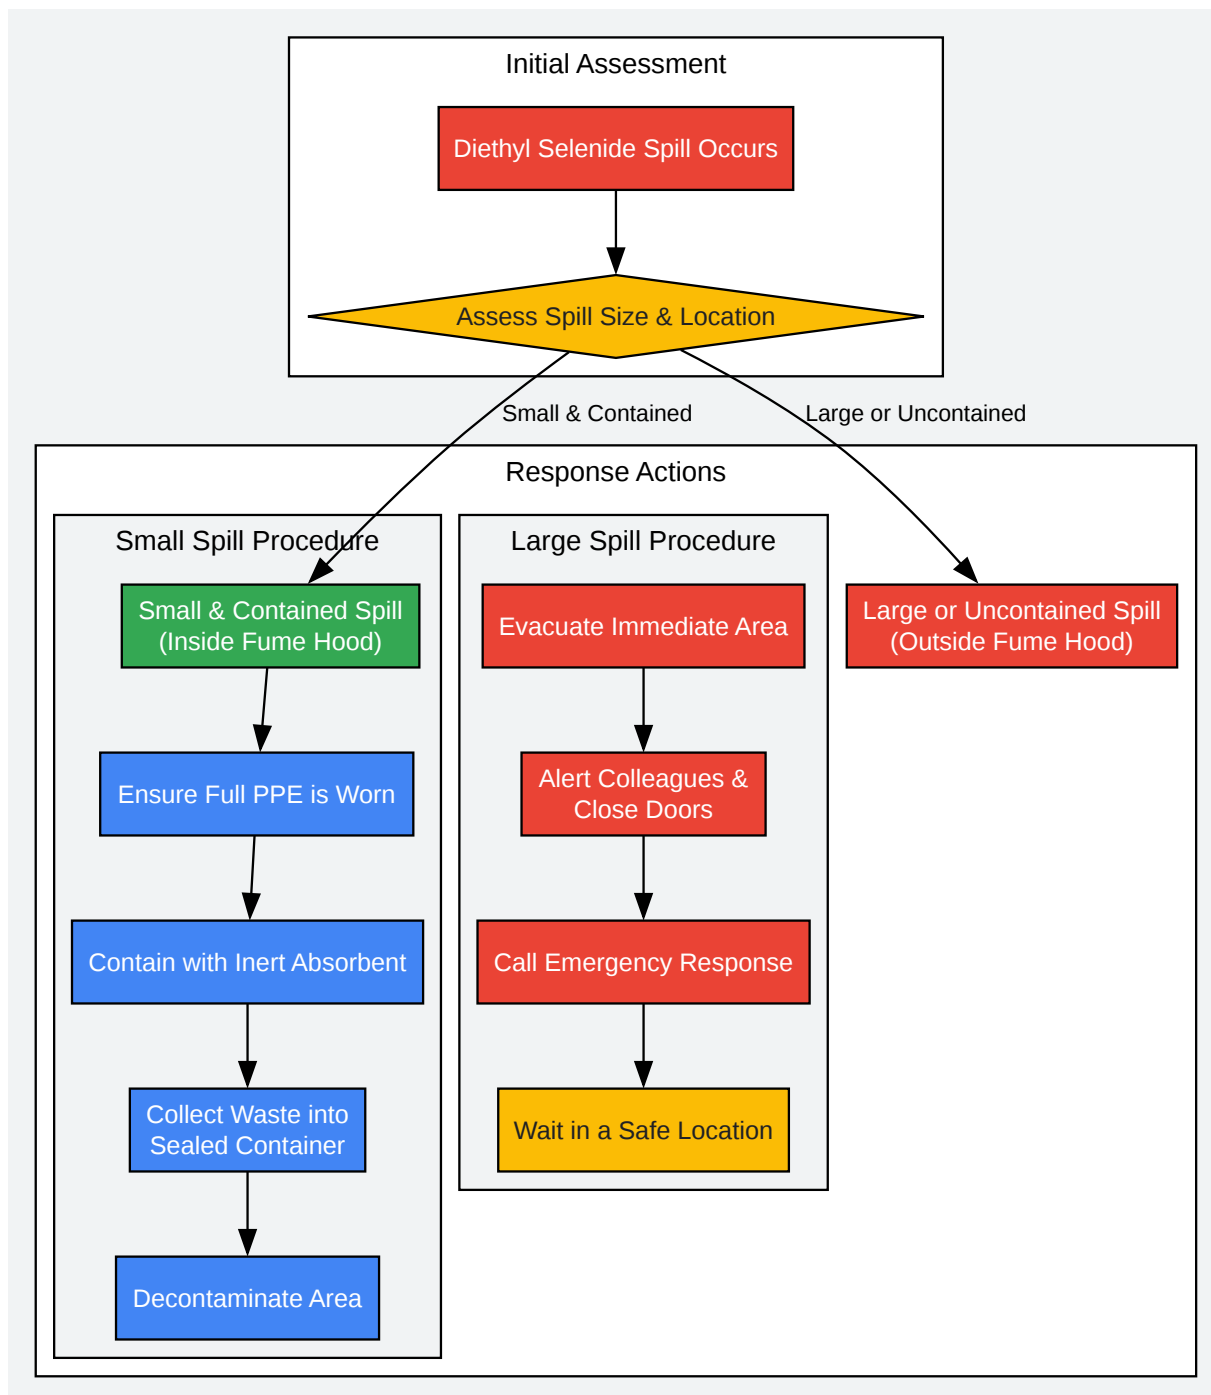 Initial Assessment
Diethyl Selenide Spill Occurs
Assess Spill Size & Location
Small & Contained
Large or Uncontained
Response Actions
Small Spill Procedure
Small & Contained Spill
(Inside Fume Hood)
Ensure Full PPE is Worn
Contain with Inert Absorbent
Collect Waste into
Sealed Container
Decontaminate Area
Large Spill Procedure
Evacuate Immediate Area
Alert Colleagues &
Close Doors
Call Emergency Response
Wait in a Safe Location
Large or Uncontained Spill
(Outside Fume Hood)